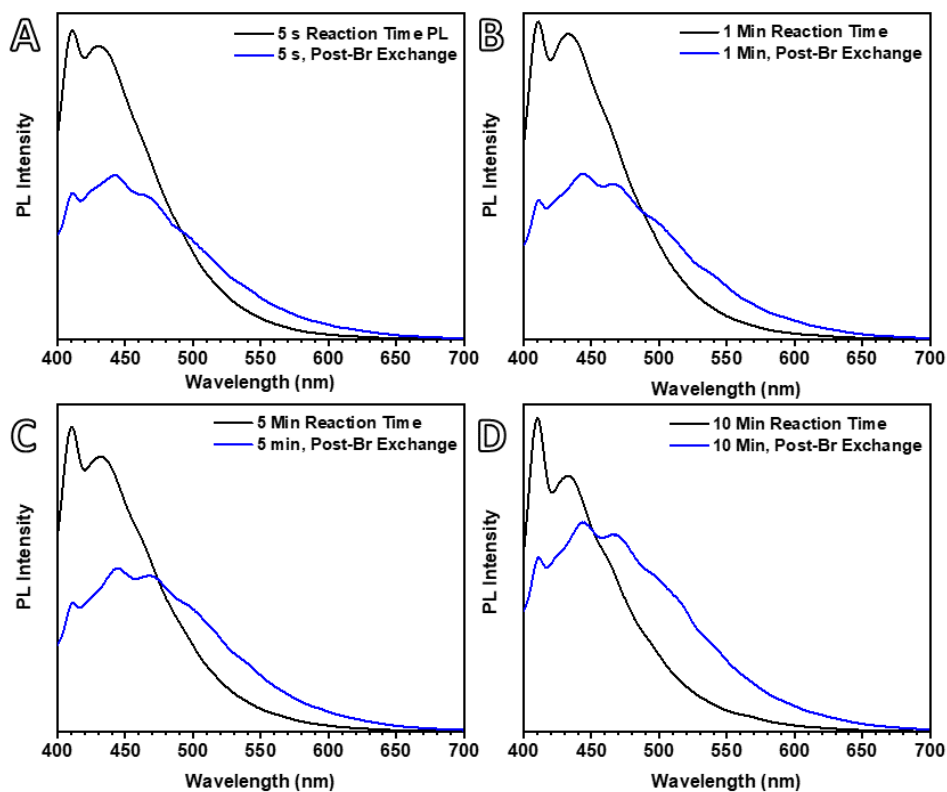 A
5 s Reaction Time PL
5 s, Post-Br Exchange
PL Intensity
400 450 500 550 600 650 700
Wavelength (nm)
B
1 Min Reaction Time
1 Min, Post-Br Exchange
PL Intensity
400 450 500 550 600 650 700
Wavelength (nm)
C
5 Min Reaction Time
5 min, Post-Br Exchange
PL Intensity
400 450 500 550 600 650 700
Wavelength (nm)
D
10 Min Reaction Time
10 Min, Post-Br Exchange
PL Intensity
400 450 500 550 600 650 700
Wavelength (nm)